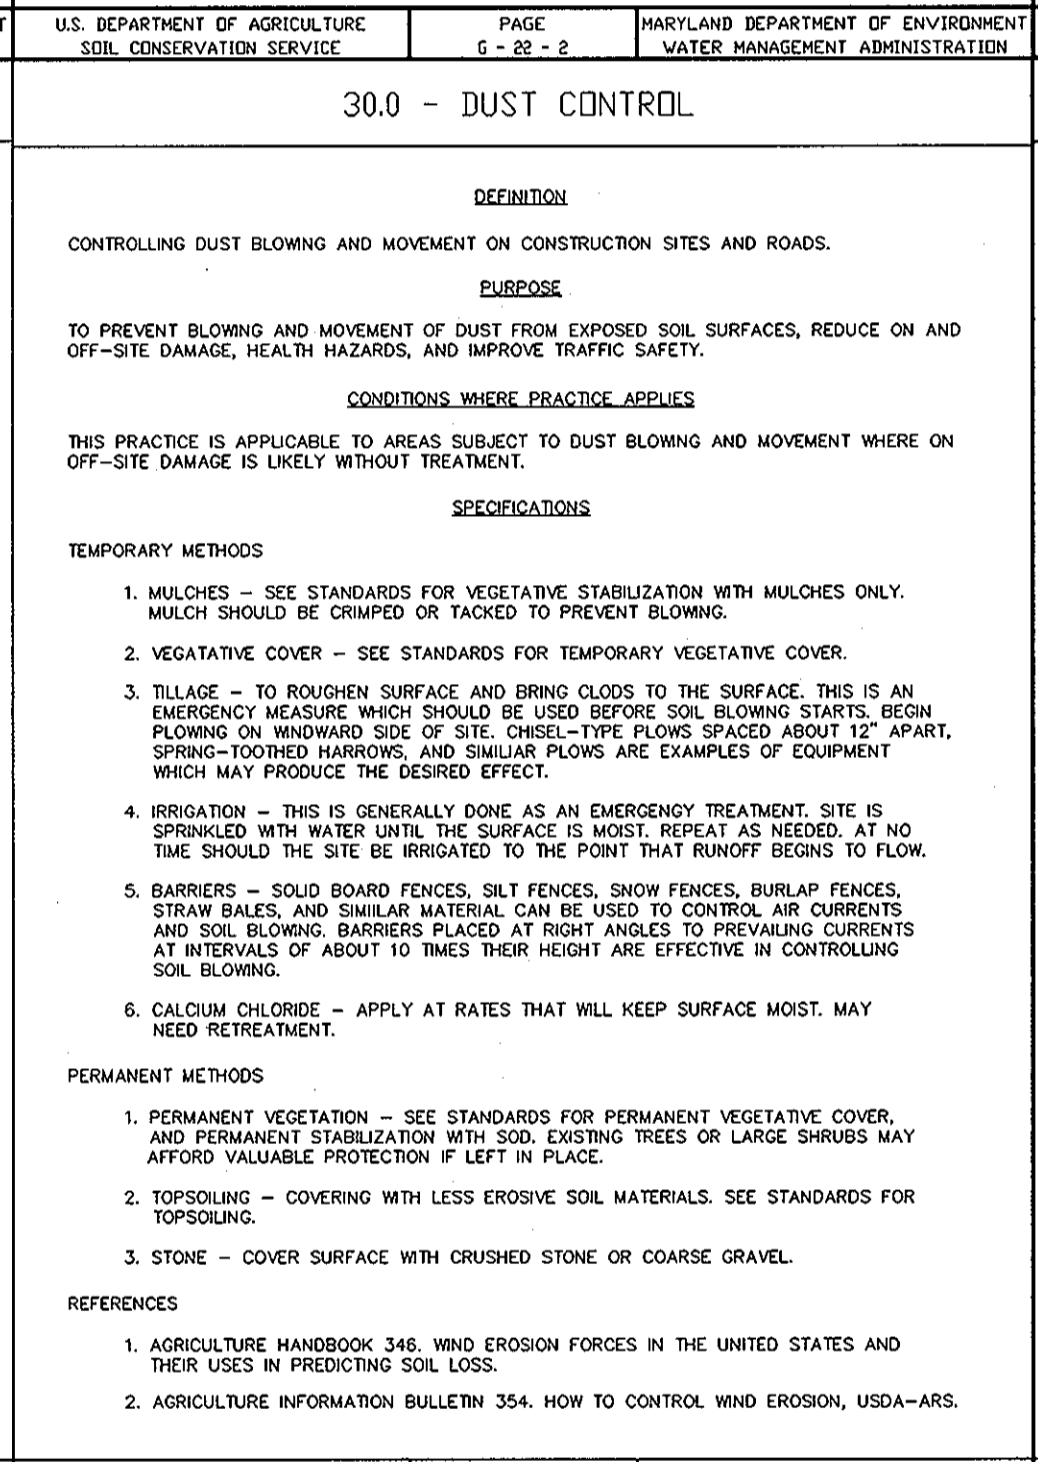 T
U.S. DEPARTMENT OF AGRICULTURE
SOIL CONSERVATION SERVICE
PAGE
G - 22 - 2
MARYLAND DEPARTMENT OF ENVIRONMENT
WATER MANAGEMENT ADMINISTRATION
30.0 - DUST CONTROL
DEFINITION
CONTROLLING DUST BLOWING AND MOVEMENT ON CONSTRUCTION SITES AND ROADS.
PURPOSE
TO PREVENT BLOWING AND MOVEMENT OF DUST FROM EXPOSED SOIL SURFACES, REDUCE ON AND
OFF-SITE DAMAGE, HEALTH HAZARDS, AND IMPROVE TRAFFIC SAFETY.
CONDITIONS WHERE PRACTICE APPLIES
THIS PRACTICE IS APPLICABLE TO AREAS SUBJECT TO DUST BLOWING AND MOVEMENT WHERE ON
OFF-SITE DAMAGE IS LIKELY WITHOUT TREATMENT.
SPECIFICATIONS
TEMPORARY METHODS
1. MULCHES - SEE STANDARDS FOR VEGETATIVE STABILIZATION WITH MULCHES ONLY.
MULCH SHOULD BE CRIMPED OR TACKED TO PREVENT BLOWING.
2. VEGATATIVE COVER - SEE STANDARDS FOR TEMPORARY VEGETATIVE COVER.
3. TILLAGE - TO ROUGHEN SURFACE AND BRING CLODS TO THE SURFACE. THIS IS AN
EMERGENCY MEASURE WHICH SHOULD BE USED BEFORE SOIL BLOWING STARTS. BEGIN
PLOWING ON WINDWARD SIDE OF SITE. CHISEL-TYPE PLOWS SPACED ABOUT 12" APART,
SPRING-TOOTHED HARROWS, AND SIMILIAR PLOWS ARE EXAMPLES OF EQUIPMENT
WHICH MAY PRODUCE THE DESIRED EFFECT.
4. IRRIGATION - THIS IS GENERALLY DONE AS AN EMERGENGY TREATMENT. SITE IS
SPRINKLED WITH WATER UNTIL THE SURFACE IS MOIST. REPEAT AS NEEDED. AT NO
TIME SHOULD THE SITE BE IRRIGATED TO THE POINT THAT RUNOFF BEGINS TO FLOW.
5. BARRIERS - SOLID BOARD FENCES, SILT FENCES, SNOW FENCES, BURLAP FENCES,
STRAW BALES, AND SIMIILAR MATERIAL CAN BE USED TO CONTROL AIR CURRENTS
AND SOIL BLOWING. BARRIERS PLACED AT RIGHT ANGLES TO PREVAILING CURRENTS
AT INTERVALS OF ABOUT 10 TIMES THEIR HEIGHT ARE EFFECTIVE IN CONTROLLING
SOIL BLOWING.
6. CALCIUM CHLORIDE - APPLY AT RATES THAT WILL KEEP SURFACE MOIST. MAY
NEED RETREATMENT.
PERMANENT METHODS
1. PERMANENT VEGETATION - SEE STANDARDS FOR PERMANENT VEGETATIVE COVER,
AND PERMANENT STABILIZATION WITH SOD. EXISTING TREES OR LARGE SHRUBS MAY
AFFORD VALUABLE PROTECTION IF LEFT IN PLACE.
2. TOPSOILING - COVERING WITH LESS EROSIVE SOIL MATERIALS. SEE STANDARDS FOR
TOPSOILING.
3. STONE - COVER SURFACE WITH CRUSHED STONE OR COARSE GRAVEL.
REFERENCES
1. AGRICULTURE HANDBOOK 346. WIND EROSION FORCES IN THE UNITED STATES AND
THEIR USES IN PREDICTING SOIL LOSS.
2. AGRICULTURE INFORMATION BULLETIN 354. HOW TO CONTROL WIND EROSION, USDA-ARS.